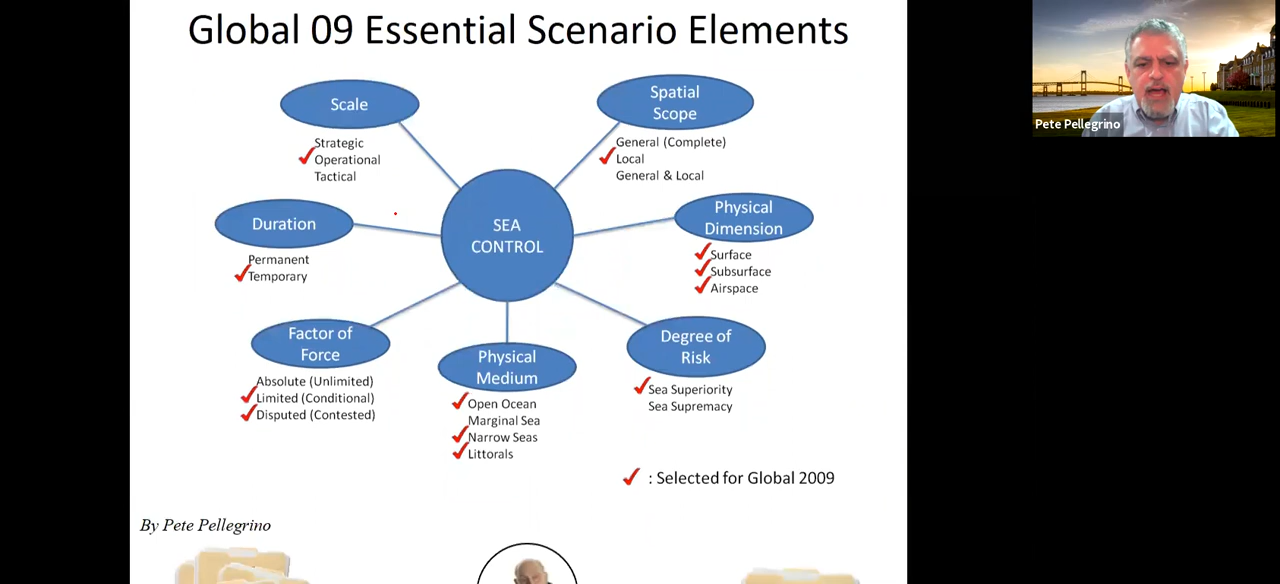 Global 09 Essential Scenario Elements
Pete Pellegrino
Scale
Strategic
Operational
Tactical
Spatial
Scope
General (Complete)
Local
General & Local
Duration
Permanent
Temporary
SEA
CONTROL
Physical
Dimension
Surface
Subsurface
Airspace
Factor of
Force
Absolute (Unlimited)
Limited (Conditional)
Disputed (Contested)
Physical
Medium
Open Ocean
Marginal Sea
Narrow Seas
Littorals
Degree of
Risk
Sea Superiority
Sea Supremacy
: Selected for Global 2009
By Pete Pellegrino